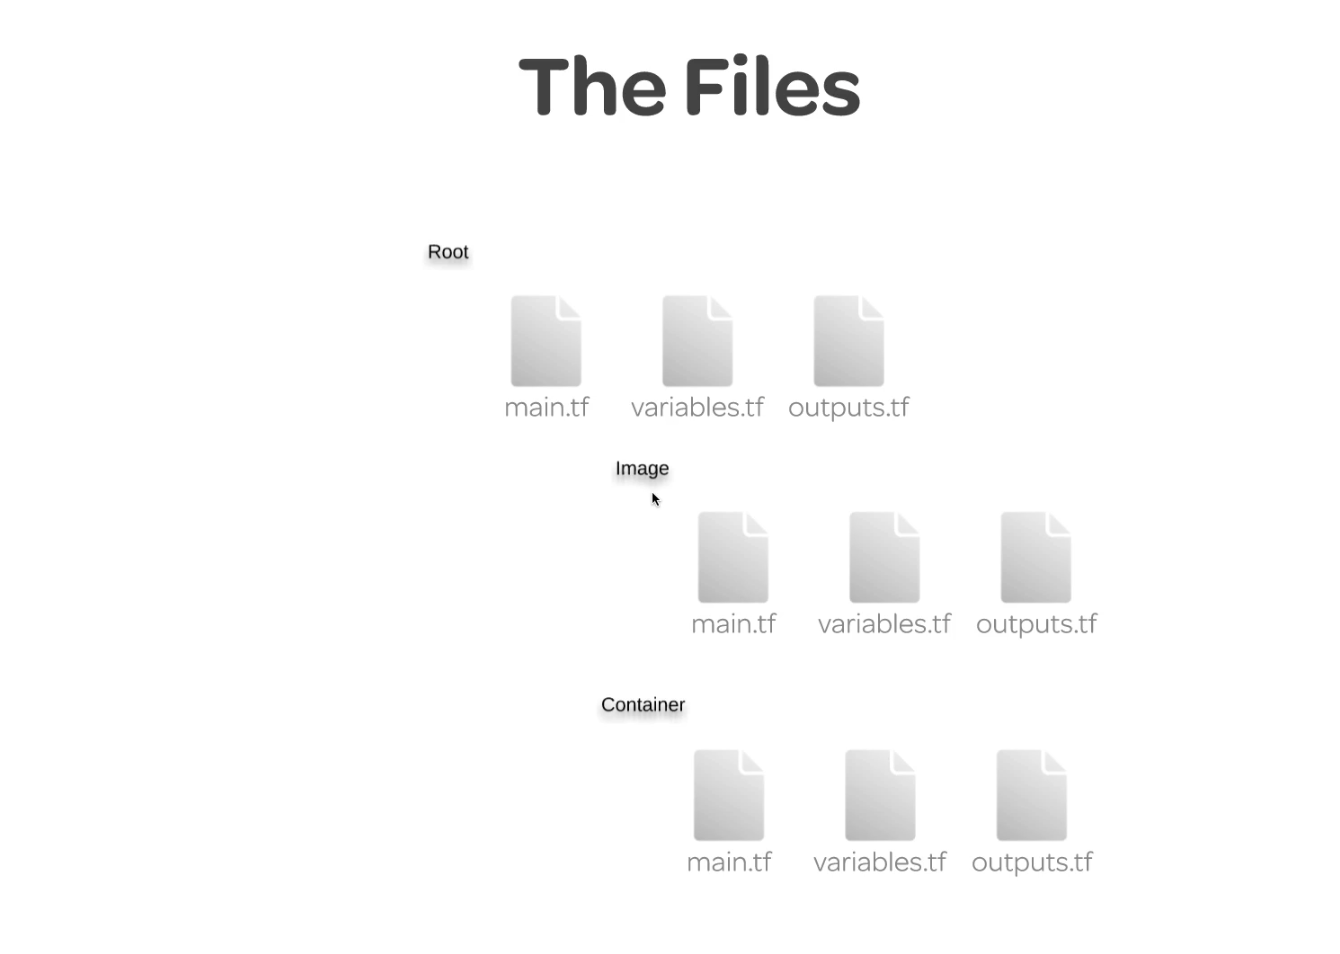 The Files
Root
main.tf variables.tf outputs.tf
Image
main.tf variables.tf outputs.tf
Container
main.tf variables.tf outputs.tf